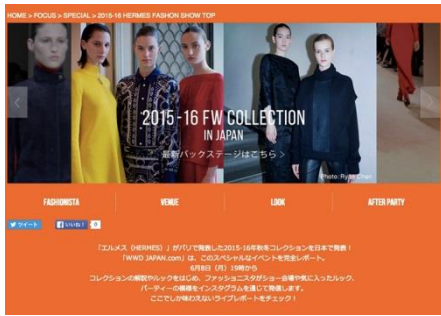 HOME > FOCUS > SPECIAL > 2015-16 HERMES FASHION SHOW TOP
2015-16 FW COLLECTION
IN JAPAN
最新バックステージはこちら >
Photo: Ryan Chan
FASHIONISTA
VENUE
LOOK
AFTER PARTY
ツイート
いいね！
0
「エルメス（HERMÈS）」がパリで発表した2015-16年秋冬コレクションを日本で発表！
「WWD JAPAN.com」は、このスペシャルなイベントを完全レポート。
6月8日（月）19時から
コレクションの解説やルックをはじめ、ファッショニスタがショー会場や気に入ったルック、
パーティーの模様をインスタグラムを通じて発信します。
ここでしか味わえないライブレポートをチェック！